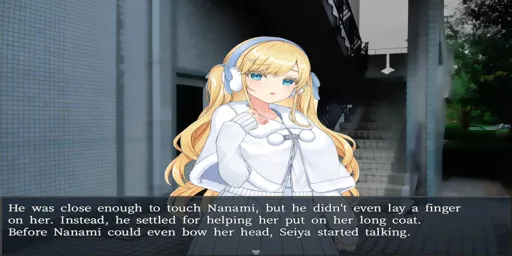 He was close enough to touch Nanami, but he didn't even lay a finger
on her. Instead, he settled for helping her put on her long coat.
Before Nanami could even bow her head, Seiya started talking.